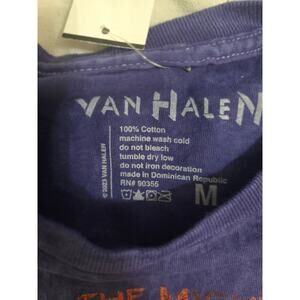 VAN HALEN
100% Cotton
machine wash cold
do not bleach
tumble dry low
do not iron decoration
made in Dominican Republic
RN# 90355
M
© 2023 VAN HALEN
THE